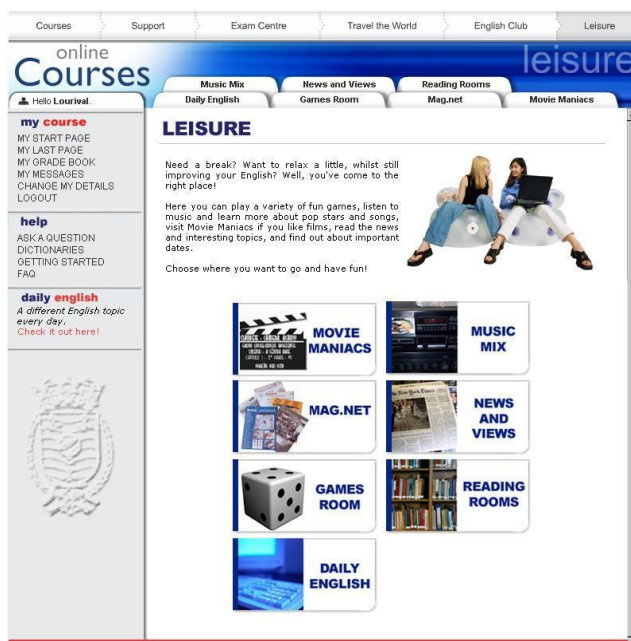 Courses Support Exam Centre Travel the World English Club Leisure
online
Courses
leisure
Music Mix News and Views Reading Rooms
Hello Lourival.
Daily English Games Room Mag.net Movie Maniacs
my course
MY START PAGE
MY LAST PAGE
MY GRADE BOOK
MY MESSAGES
CHANGE MY DETAILS
LOGOUT
help
ASK A QUESTION
DICTIONARIES
GETTING STARTED
FAQ
daily english
A different English topic
every day.
Check it out here!
LEISURE
Need a break? Want to relax a little, whilst still
improving your English? Well, you've come to the
right place!
Here you can play a variety of fun games, listen to
music and learn more about pop stars and songs,
visit Movie Maniacs if you like films, read the news
and interesting topics, and find out about important
dates.
Choose where you want to go and have fun!
MOVIE
MANIACS
MUSIC
MIX
MAG.NET
NEWS
AND
VIEWS
GAMES
ROOM
READING
ROOMS
DAILY
ENGLISH